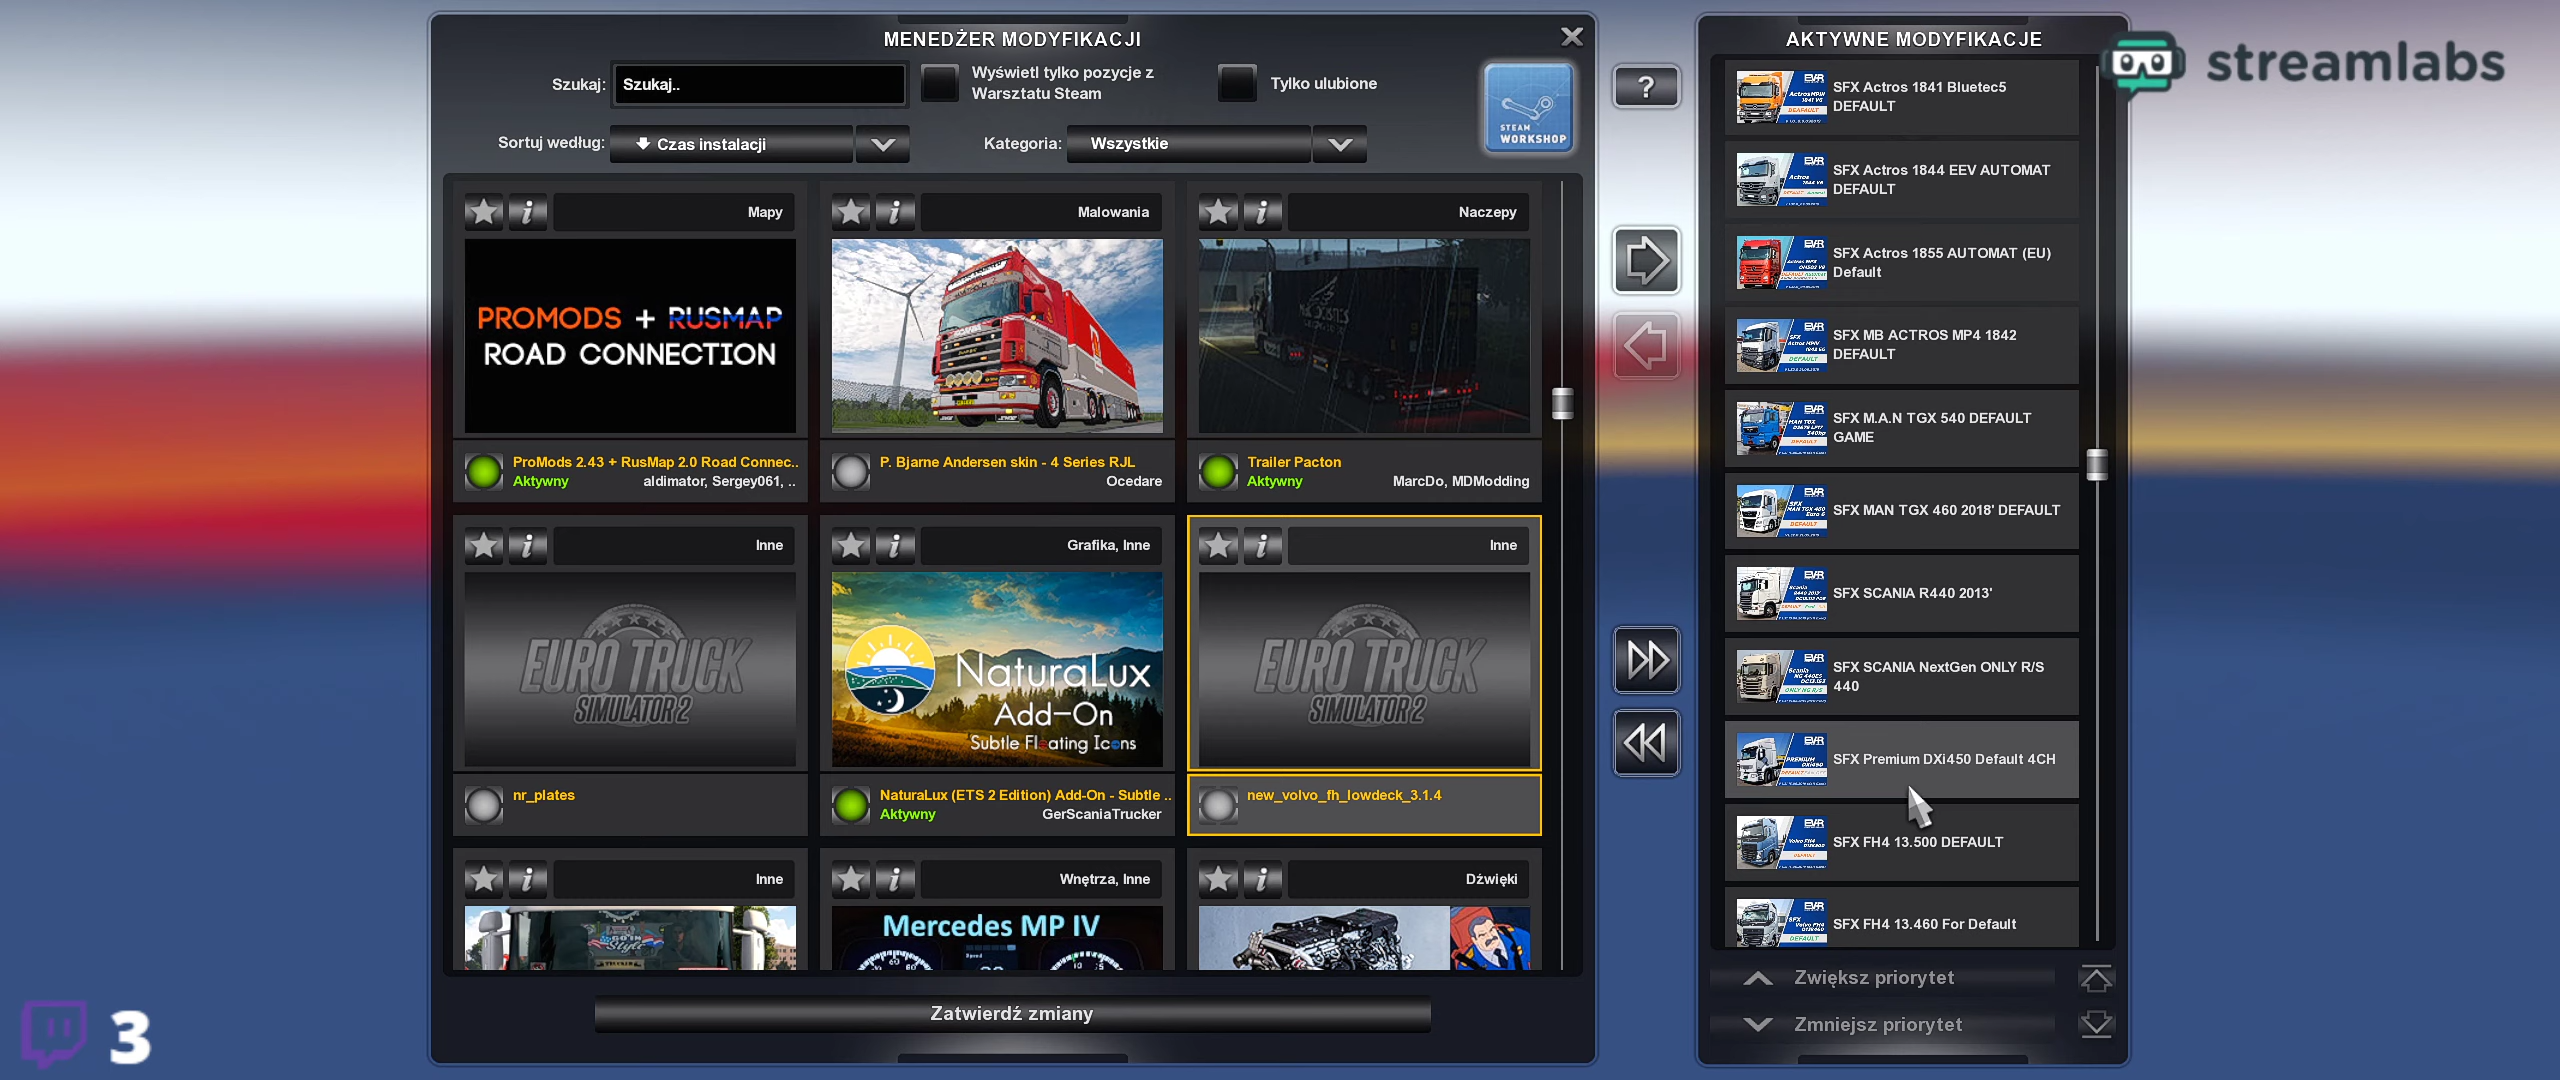 MENEDŻER MODYFIKACJI
Szukaj:
Szukaj..
Wyświetl tylko pozycje z
Warsztatu Steam
Tylko ulubione
STEAM
WORKSHOP
Sortuj według:
Czas instalacji
Kategoria:
Wszystkie
Mapy
Malowania
Naczepy
PROMODS + RUSMAP
ROAD CONNECTION
ProMods 2.43 + RusMap 2.0 Road Connec..
Aktywny
aldimator, Sergey061, ..
P. Bjarne Andersen skin - 4 Series RJL
Ocedare
Trailer Pacton
Aktywny
MarcDo, MDModding
Inne
Grafika, Inne
Inne
EURO TRUCK
SIMULATOR 2
NaturaLux
Add-On
Subtle Floating Icons
EURO TRUCK
SIMULATOR 2
nr_plates
NaturaLux (ETS 2 Edition) Add-On - Subtle ..
Aktywny
GerScaniaTrucker
new_volvo_fh_lowdeck_3.1.4
Inne
Wnętrza, Inne
Dźwięki
Mercedes MP IV
Zatwierdź zmiany
?
AKTYWNE MODYFIKACJE
SFX Actros 1841 Bluetec5
DEFAULT
SFX Actros 1844 EEV AUTOMAT
DEFAULT
SFX Actros 1855 AUTOMAT (EU)
Default
SFX MB ACTROS MP4 1842
DEFAULT
SFX M.A.N TGX 540 DEFAULT
GAME
SFX MAN TGX 460 2018' DEFAULT
SFX SCANIA R440 2013'
SFX SCANIA NextGen ONLY R/S
440
SFX Premium DXi450 Default 4CH
SFX FH4 13.500 DEFAULT
SFX FH4 13.460 For Default
Zwiększ priorytet
Zmniejsz priorytet
streamlabs
3